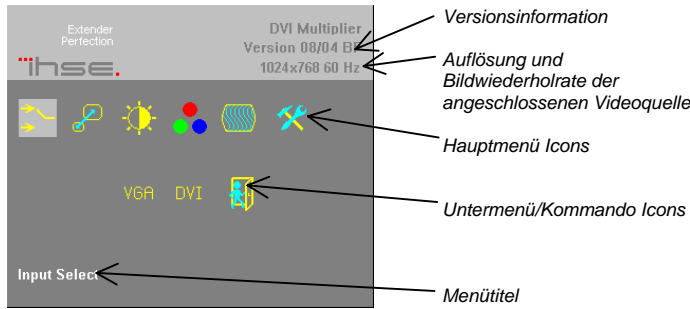 Extender
Perfection
ihse.
DVI Multiplier
Version 08/04
1024x768 60 Hz
VGA DVI
Input Select
Versionsinformation
Auflösung und
Bildwiederholrate der
angeschlossenen Videoquelle
Hauptmenü Icons
Untermenü/Kommando Icons
Menütitel